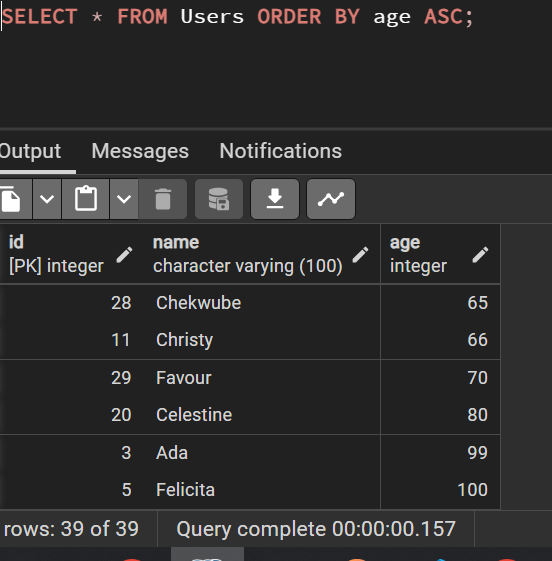 SELECT * FROM Users ORDER BY age ASC;
Output Messages Notifications
id name age
[PK] integer character varying (100) integer
28 Chekwube 65
11 Christy 66
29 Favour 70
20 Celestine 80
3 Ada 99
5 Felicita 100
rows: 39 of 39 Query complete 00:00:00.157